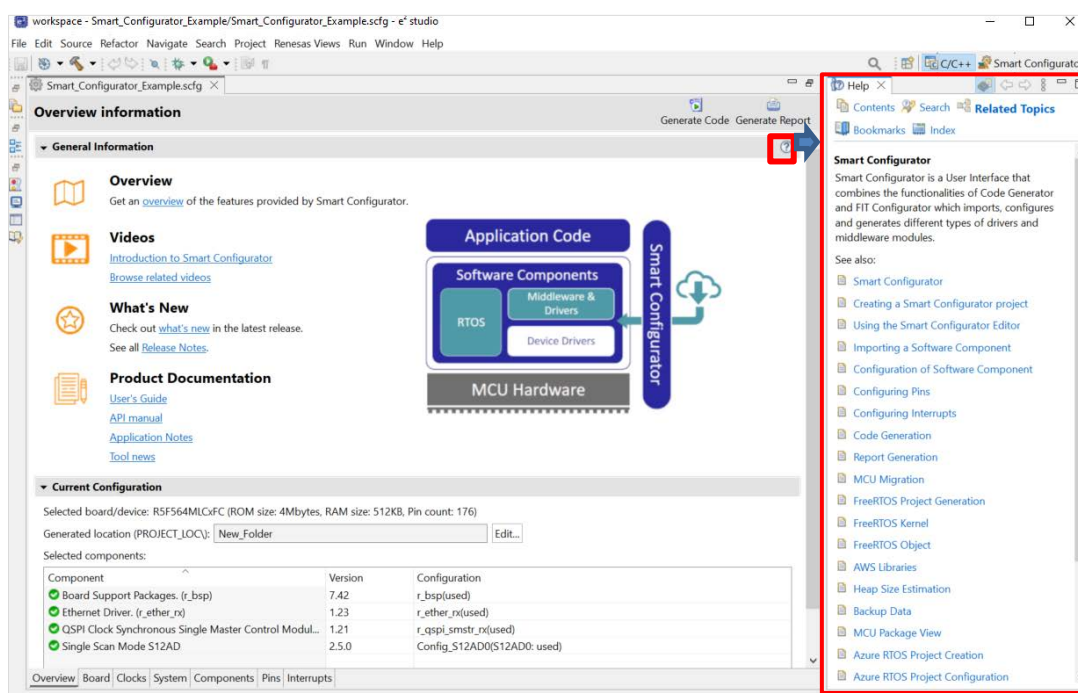 workspace - Smart_Configurator_Example/Smart_Configurator_Example.scfg - e² studio
File Edit Source Refactor Navigate Search Project Renesas Views Run Window Help
C/C++ Smart Configurato
Smart_Configurator_Example.scfg
Overview information
Generate Code Generate Report
General Information
Overview
Get an overview of the features provided by Smart Configurator.
Videos
Introduction to Smart Configurator
Browse related videos
What's New
Check out what's new in the latest release.
See all Release Notes.
Product Documentation
User's Guide
API manual
Application Notes
Tool news
Application Code
Software Components
RTOS
Middleware &
Drivers
Device Drivers
MCU Hardware
Smart Configurator
Current Configuration
Selected board/device: R5F564MLCxFC (ROM size: 4Mbytes, RAM size: 512KB, Pin count: 176)
Generated location (PROJECT_LOC\): New_Folder Edit...
Selected components:
Component Version Configuration
Board Support Packages. (r_bsp) 7.42 r_bsp(used)
Ethernet Driver. (r_ether_rx) 1.23 r_ether_rx(used)
QSPI Clock Synchronous Single Master Control Modul... 1.21 r_qspi_smstr_rx(used)
Single Scan Mode S12AD 2.5.0 Config_S12AD0(S12AD0: used)
Overview Board Clocks System Components Pins Interrupts
Help
Contents Search Related Topics
Bookmarks Index
Smart Configurator
Smart Configurator is a User Interface that
combines the functionalities of Code Generator
and FIT Configurator which imports, configures
and generates different types of drivers and
middleware modules.
See also:
Smart Configurator
Creating a Smart Configurator project
Using the Smart Configurator Editor
Importing a Software Component
Configuration of Software Component
Configuring Pins
Configuring Interrupts
Code Generation
Report Generation
MCU Migration
FreeRTOS Project Generation
FreeRTOS Kernel
FreeRTOS Object
AWS Libraries
Heap Size Estimation
Backup Data
MCU Package View
Azure RTOS Project Creation
Azure RTOS Project Configuration